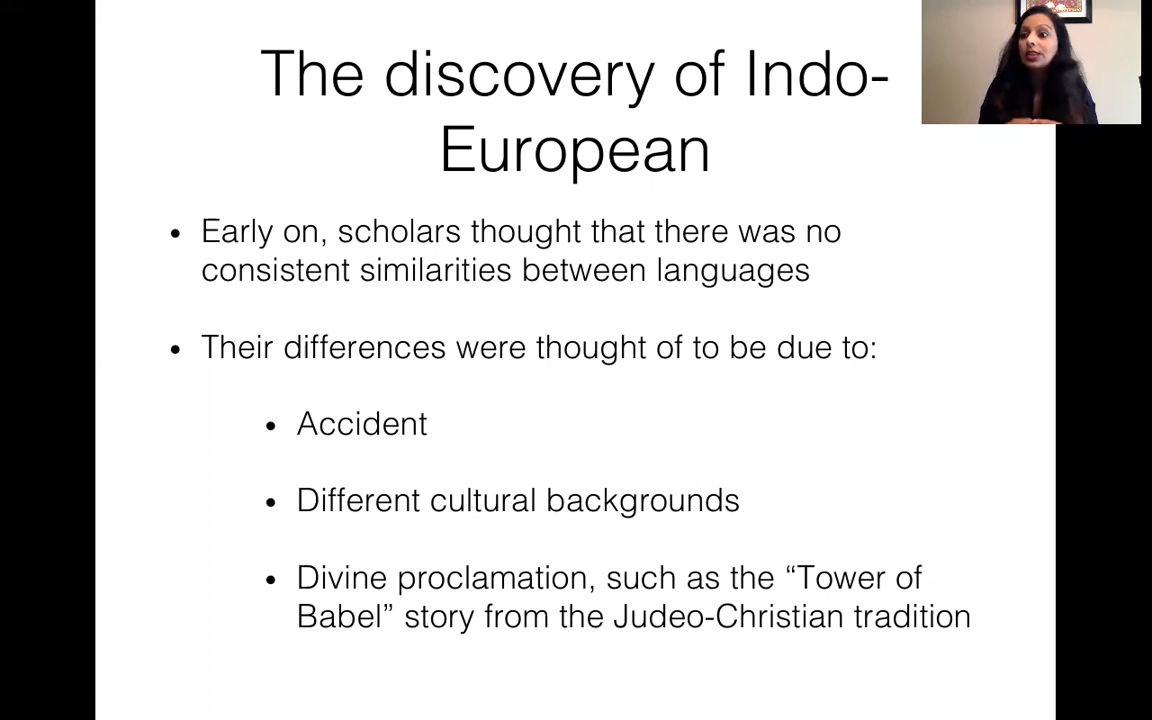 The discovery of Indo-
European
• Early on, scholars thought that there was no
consistent similarities between languages
• Their differences were thought of to be due to:
• Accident
• Different cultural backgrounds
• Divine proclamation, such as the “Tower of
Babel” story from the Judeo-Christian tradition